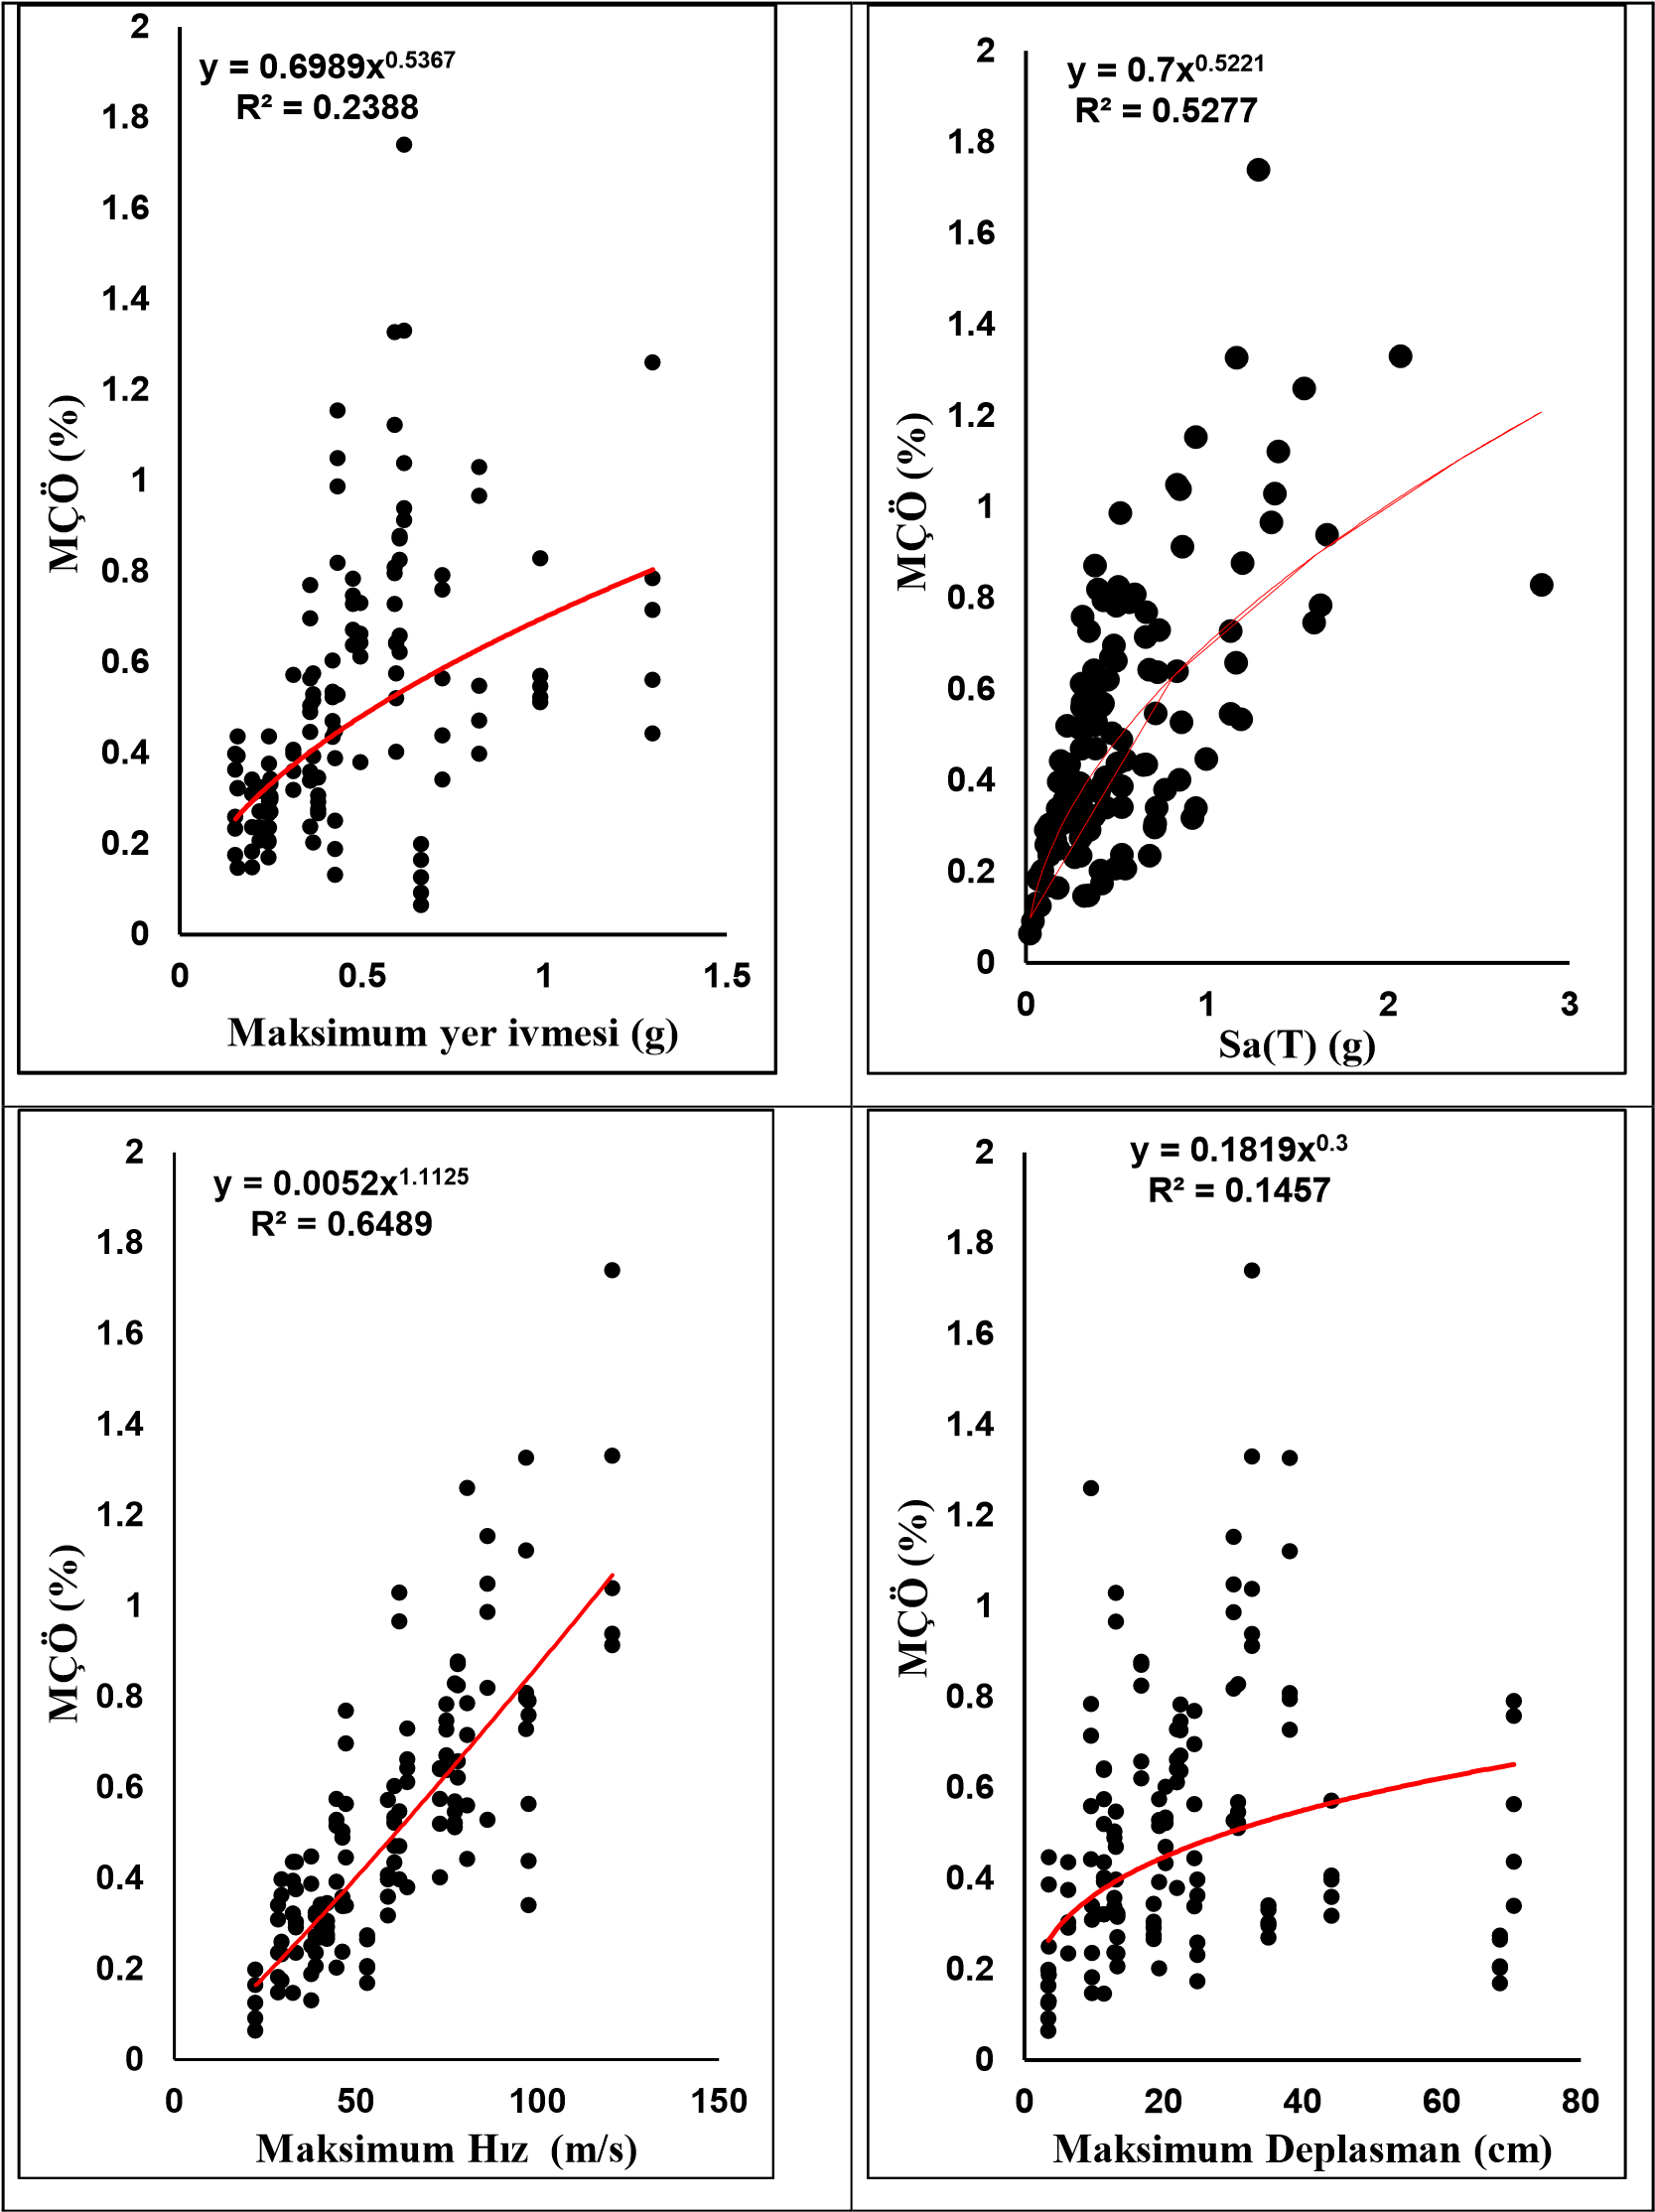 2
y = 0.6989x^0.5367
R² = 0.2388
1.8
1.6
1.4
1.2
1
0.8
0.6
0.4
0.2
0
MÇÖ (%)
0 0.5 1 1.5
Maksimum yer ivmesi (g)
2
y = 0.7x^0.5221
R² = 0.5277
1.8
1.6
1.4
1.2
1
0.8
0.6
0.4
0.2
0
MÇÖ (%)
0 1 2 3
Sa(T) (g)
2
y = 0.0052x^1.1125
R² = 0.6489
1.8
1.6
1.4
1.2
1
0.8
0.6
0.4
0.2
0
MÇÖ (%)
0 50 100 150
Maksimum Hız (m/s)
2
y = 0.1819x^0.3
R² = 0.1457
1.8
1.6
1.4
1.2
1
0.8
0.6
0.4
0.2
0
MÇÖ (%)
0 20 40 60 80
Maksimum Deplasman (cm)